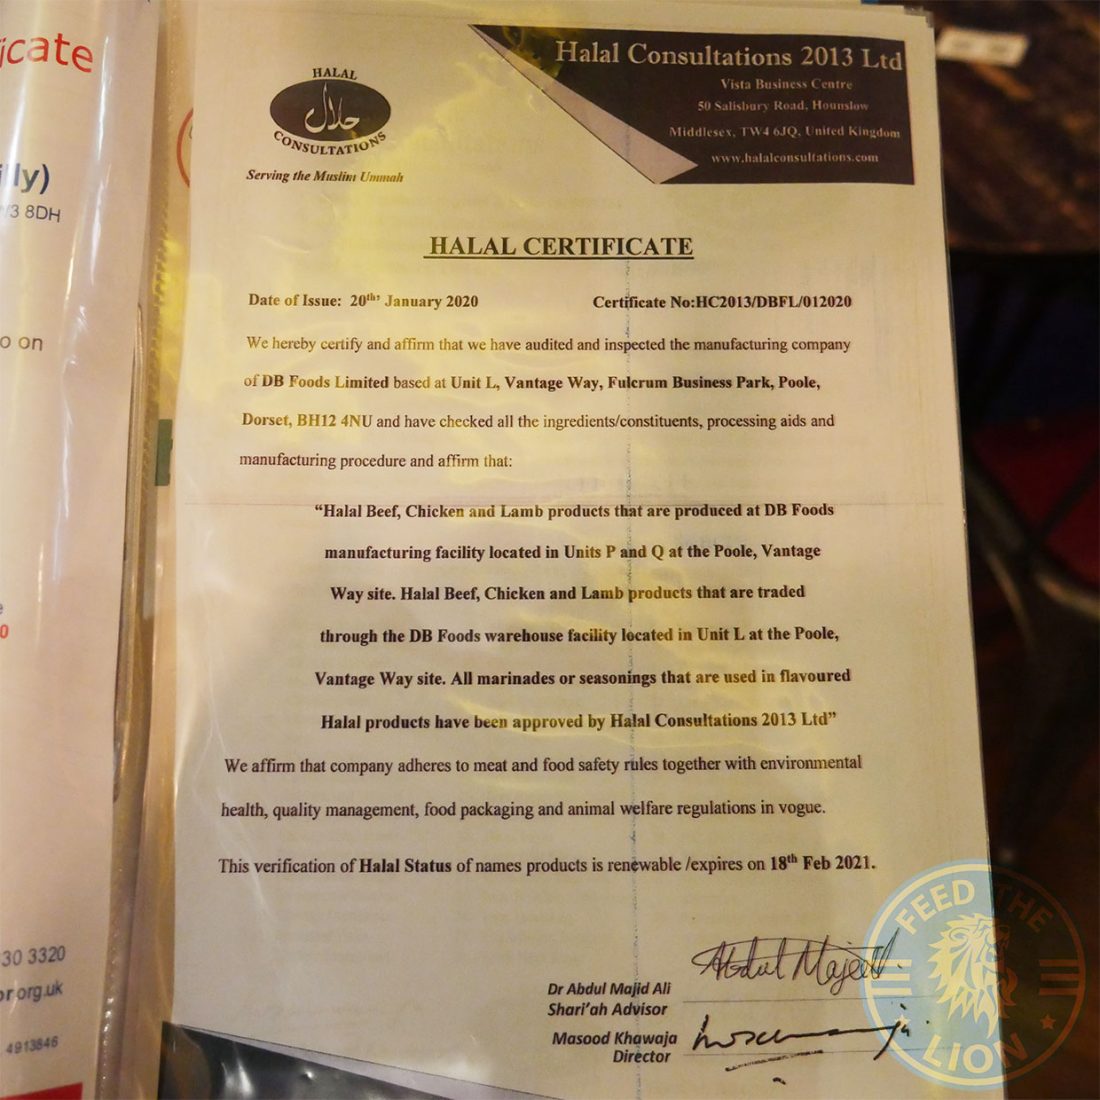 icate
lly)
V3 8DH
o on
e
0
30 3320
or.org.uk
4913846
HALAL
حلال
CONSULTATIONS
Serving the Muslim Ummah
Halal Consultations 2013 Ltd
Vista Business Centre
50 Salisbury Road, Hounslow
Middlesex, TW4 6JQ, United Kingdom
www.halalconsultations.com
HALAL CERTIFICATE
Date of Issue: 20th, January 2020 Certificate No:HC2013/DBFL/012020
We hereby certify and affirm that we have audited and inspected the manufacturing company
of DB Foods Limited based at Unit L, Vantage Way, Fulcrum Business Park, Poole,
Dorset, BH12 4NU and have checked all the ingredients/constituents, processing aids and
manufacturing procedure and affirm that:
“Halal Beef, Chicken and Lamb products that are produced at DB Foods
manufacturing facility located in Units P and Q at the Poole, Vantage
Way site. Halal Beef, Chicken and Lamb products that are traded
through the DB Foods warehouse facility located in Unit L at the Poole,
Vantage Way site. All marinades or seasonings that are used in flavoured
Halal products have been approved by Halal Consultations 2013 Ltd”
We affirm that company adheres to meat and food safety rules together with environmental
health, quality management, food packaging and animal welfare regulations in vogue.
This verification of Halal Status of names products is renewable /expires on 18th Feb 2021.
Abdul Majeed
Dr Abdul Majid Ali
Shari’ah Advisor
Masood Khawaja
Director
FEED THE
LION